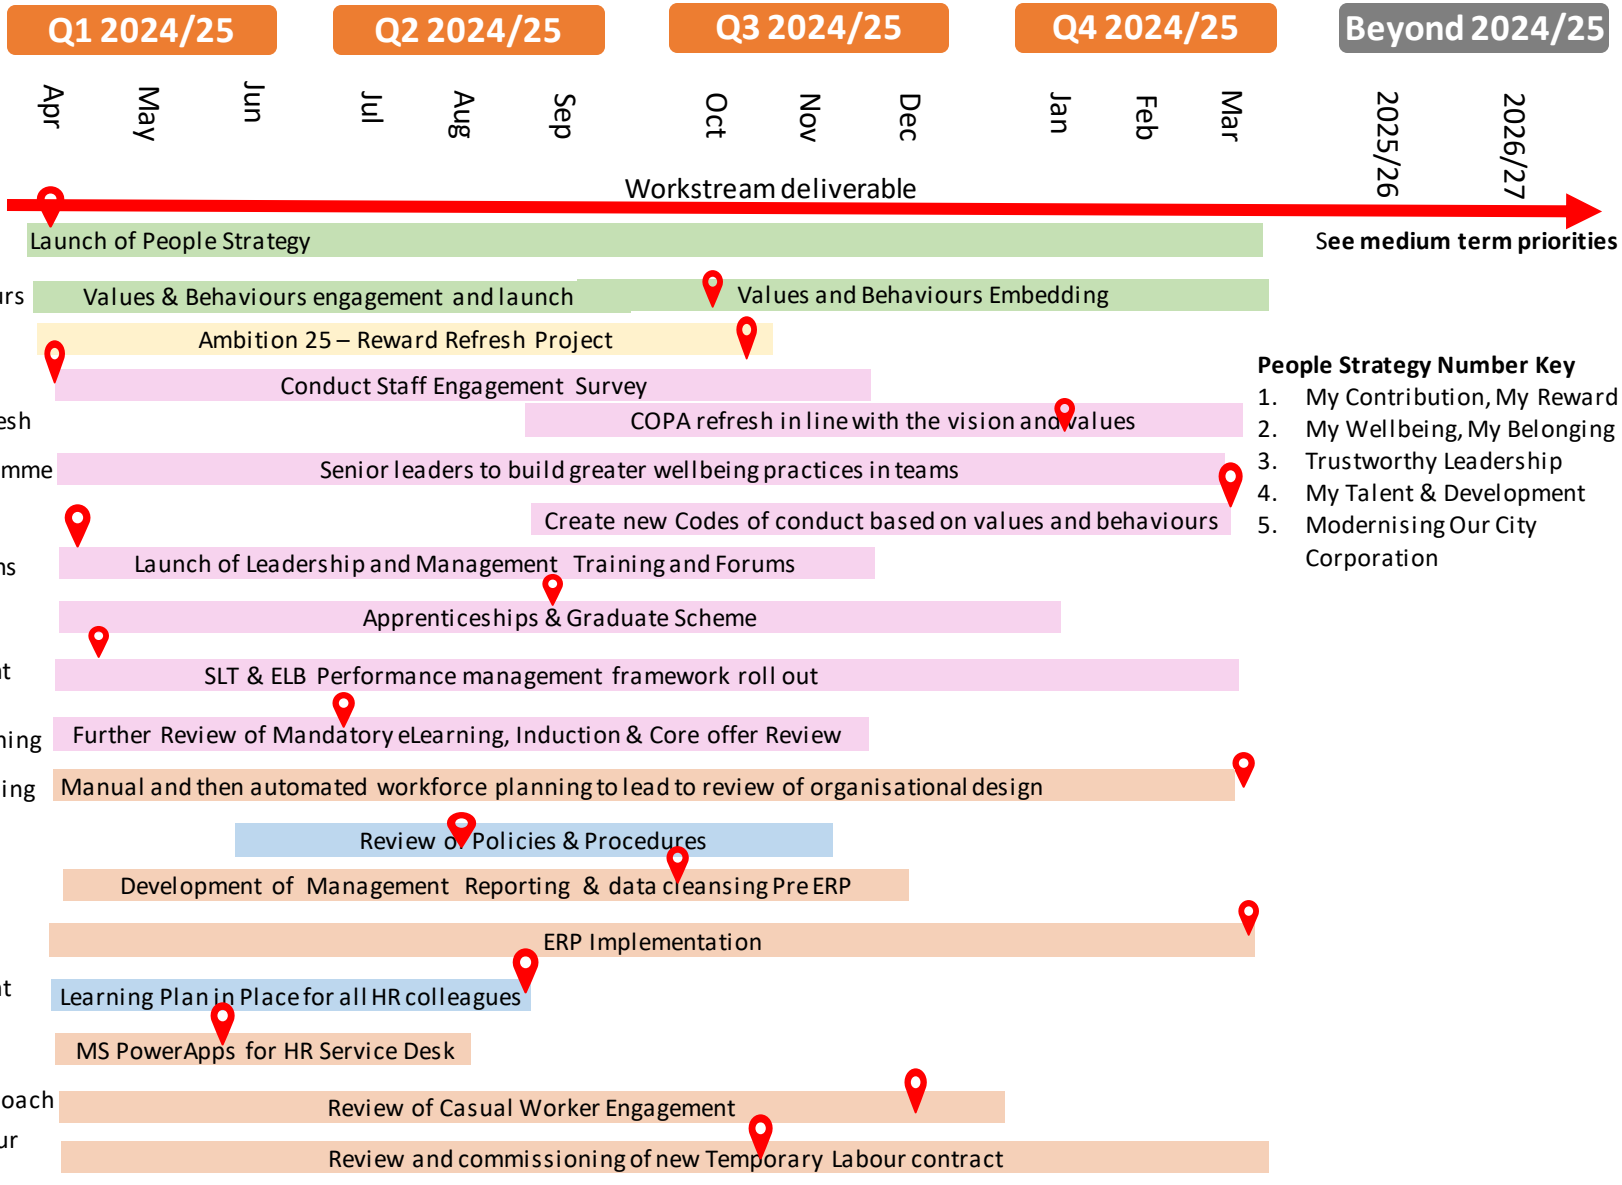 Q1 2024/25
Q2 2024/25
Q3 2024/25
Q4 2024/25
Beyond 2024/25
Apr
May
Jun
Jul
Aug
Sep
Oct
Nov
Dec
Jan
Feb
Mar
2025/26
2026/27
Workstream deliverable
Launch of People Strategy
See medium term priorities
urs
Values & Behaviours engagement and launch
Values and Behaviours Embedding
Ambition 25 – Reward Refresh Project
Conduct Staff Engagement Survey
esh
COPA refresh in line with the vision and values
mme
Senior leaders to build greater wellbeing practices in teams
Create new Codes of conduct based on values and behaviours
ns
Launch of Leadership and Management Training and Forums
Apprenticeships & Graduate Scheme
nt
SLT & ELB Performance management framework roll out
ning
Further Review of Mandatory eLearning, Induction & Core offer Review
ing
Manual and then automated workforce planning to lead to review of organisational design
Review of Policies & Procedures
Development of Management Reporting & data cleansing Pre ERP
ERP Implementation
nt
Learning Plan in Place for all HR colleagues
MS PowerApps for HR Service Desk
oach
Review of Casual Worker Engagement
ur
Review and commissioning of new Temporary Labour contract
People Strategy Number Key
1. My Contribution, My Reward
2. My Wellbeing, My Belonging
3. Trustworthy Leadership
4. My Talent & Development
5. Modernising Our City
Corporation